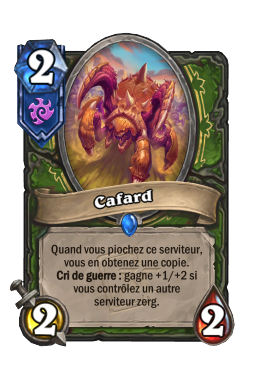 2
Cafard
Quand vous piochez ce serviteur,
vous en obtenez une copie.
Cri de guerre : gagne +1/+2 si
vous contrôlez un autre
serviteur zerg.
2
2